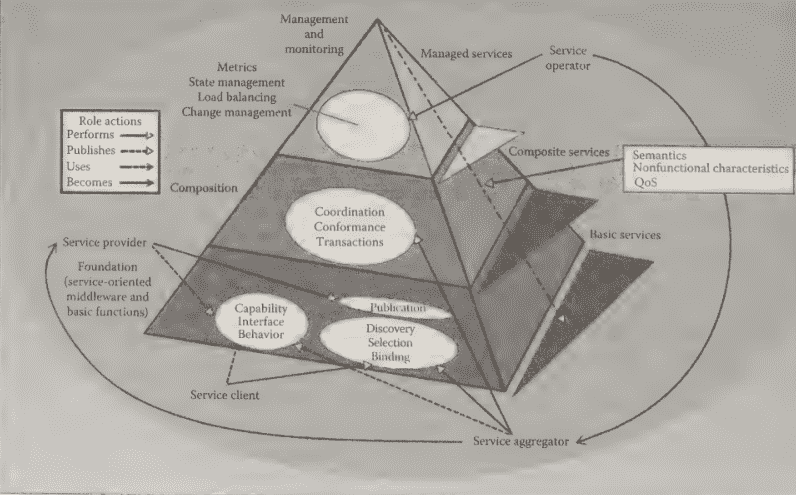 Management
and
monitoring
Managed services
Service
operator
Metrics
State management
Load balancing
Change management
Role actions
Performs
Publishes
Uses
Becomes
Composite services
Semantics
Nonfunctional characteristics
QoS
Composition
Coordination
Conformance
Transactions
Basic services
Service provider
Foundation
(service-oriented
middleware and
basic functions)
Capability
Interface
Behavior
Publication
Discovery
Selection
Binding
Service client
Service aggregator